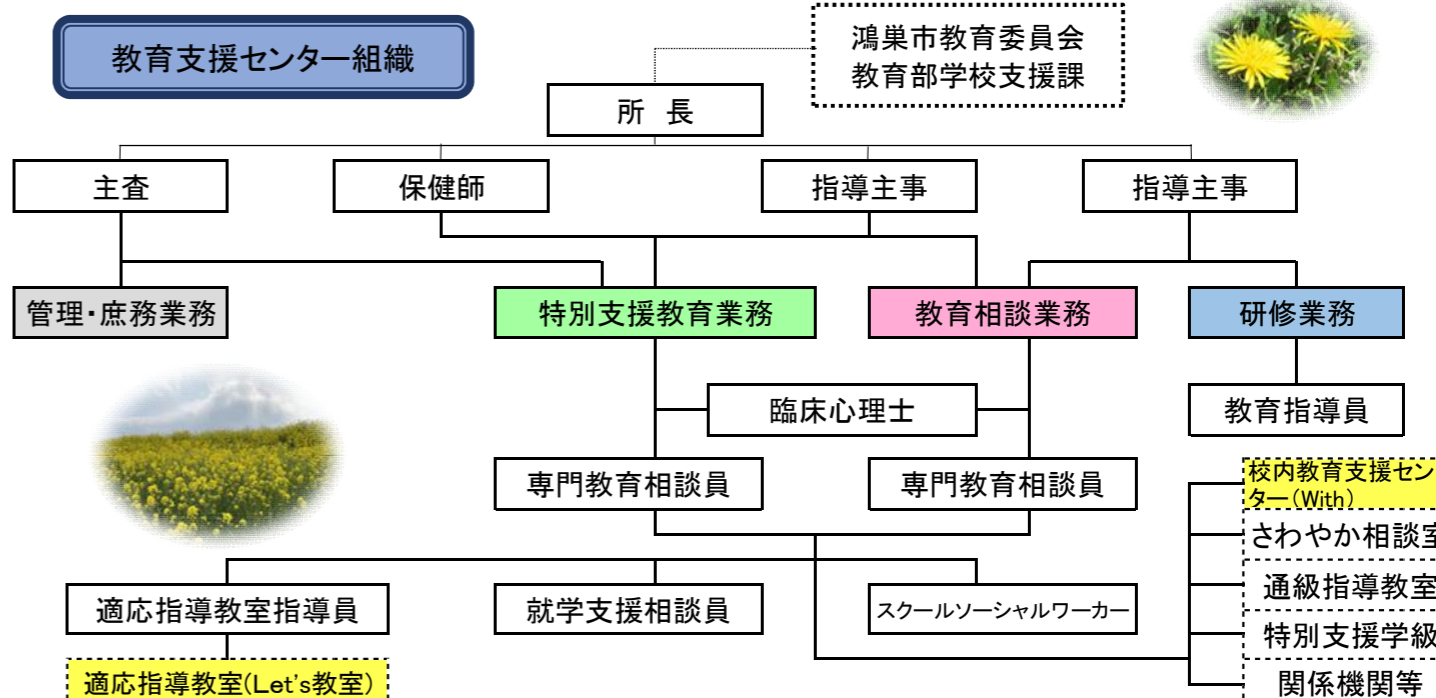 教育支援センター組織
鴻巣市教育委員会
教育部学校支援課
所 長
主査
保健師
指導主事
指導主事
管理・庶務業務
特別支援教育業務
教育相談業務
研修業務
臨床心理士
教育指導員
専門教育相談員
専門教育相談員
校内教育支援セン
ター(With)
さわやか相談室
通級指導教室
特別支援学級
関係機関等
適応指導教室指導員
就学支援相談員
スクールソーシャルワーカー
適応指導教室(Let's教室)